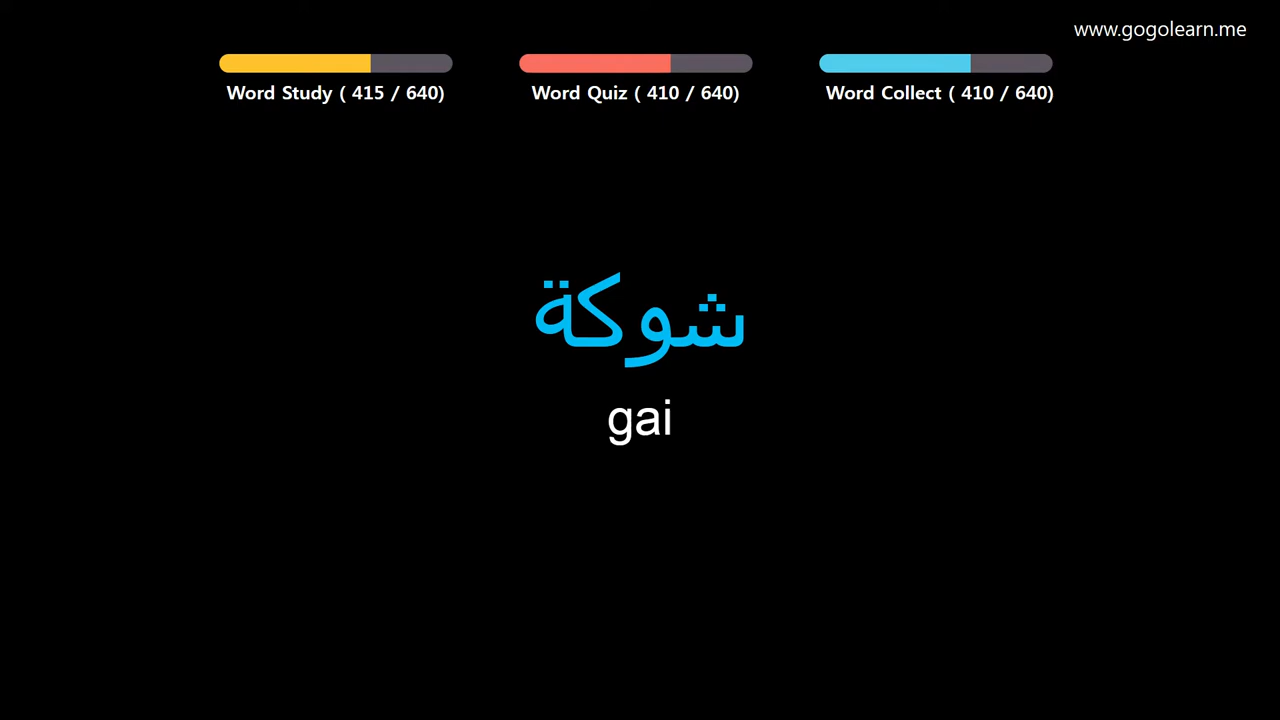 www.gogolearn.me
Word Study ( 415 / 640)
Word Quiz ( 410 / 640)
Word Collect ( 410 / 640)
شوكة
gai